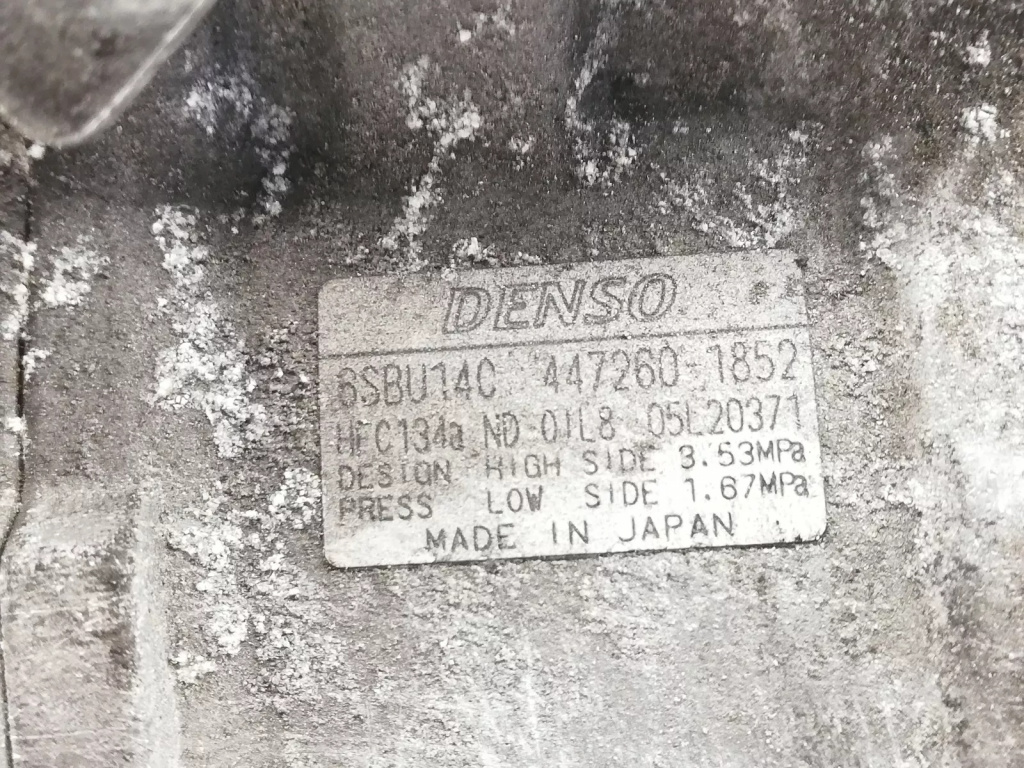 DENSO
6SBU14C 447260-1852
HFC134a ND-OIL8 05L20371
DESIGN HIGH SIDE 3.53MPa
PRESS LOW SIDE 1.67MPa
MADE IN JAPAN